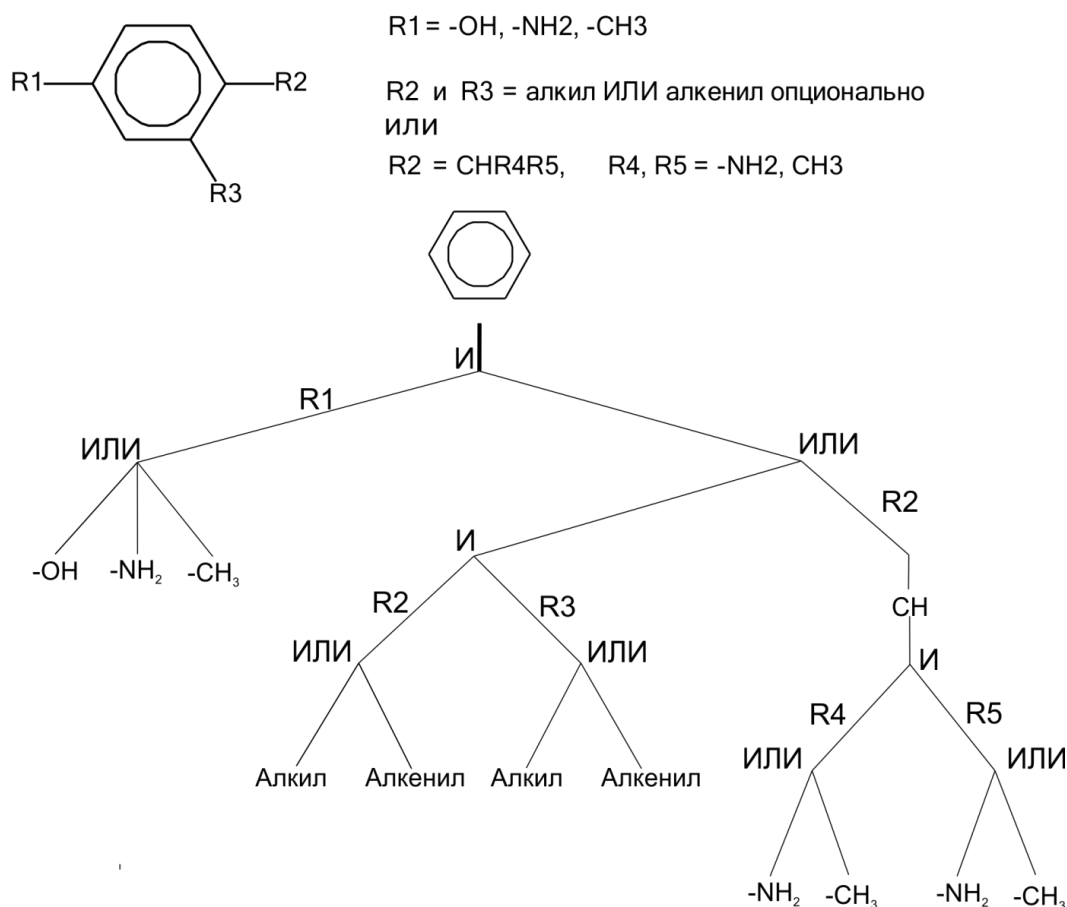 R1 = -OH, -NH2, -CH3
R1
R2
R2 и R3 = алкил ИЛИ алкенил опционально
или
R2 = CHR4R5, R4, R5 = -NH2, CH3
R3
И
R1
ИЛИ
ИЛИ
R2
-OH
-NH₂
-CH₃
И
R2
R3
CH
ИЛИ
ИЛИ
И
R4
R5
Алкил
Алкенил
Алкил
Алкенил
ИЛИ
ИЛИ
-NH₂
-CH₃
-NH₂
-CH₃